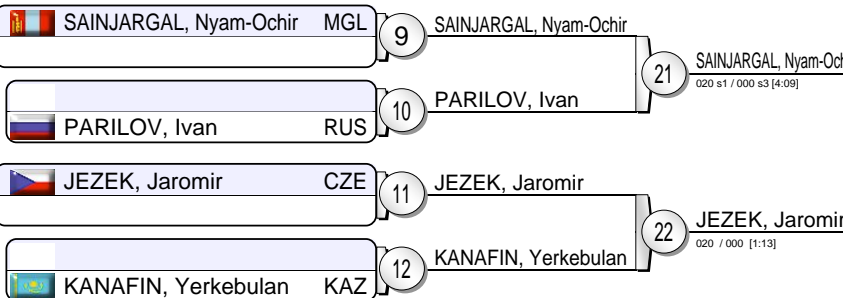 SAINJARGAL, Nyam-Ochir MGL
9
SAINJARGAL, Nyam-Ochir
21
SAINJARGAL, Nyam-Och
020 s1 / 000 s3 [4:09]
10
PARILOV, Ivan
PARILOV, Ivan RUS
JEZEK, Jaromir CZE
11
JEZEK, Jaromir
22
JEZEK, Jaromir
020 / 000 [1:13]
12
KANAFIN, Yerkebulan
KANAFIN, Yerkebulan KAZ